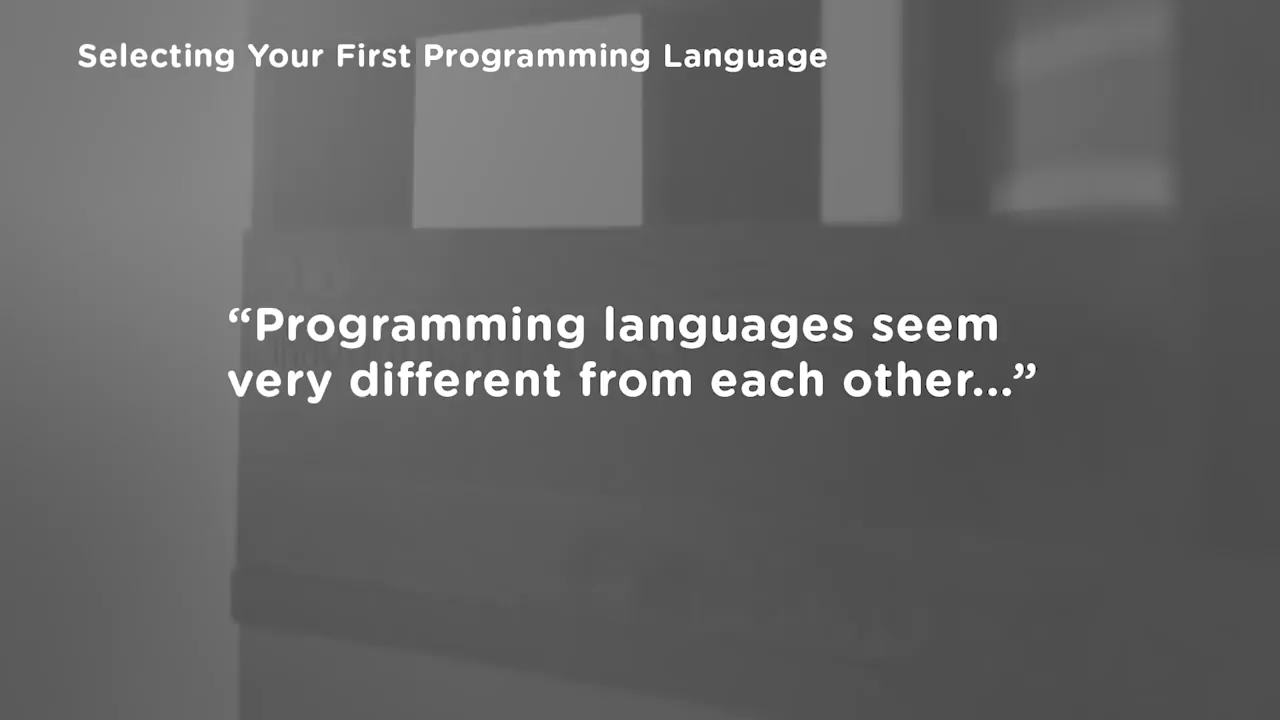 Selecting Your First Programming Language
“Programming languages seem
very different from each other...”